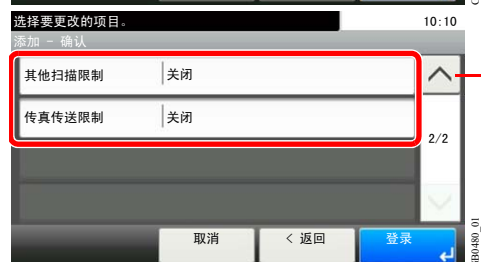 选择要更改的项目。 10:10
添加 - 确认
其他扫描限制 关闭
传真传送限制 关闭
2/2
取消 < 返回 登录